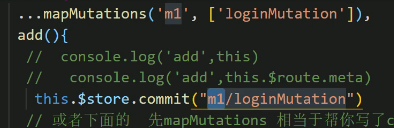 ...mapMutations('m1', ['loginMutation']),
add(){
//  console.log('add',this)
//   console.log('add',this.$route.meta)
this.$store.commit("m1/loginMutation")
// 或者下面的  先mapMutations 相当于帮你写了c